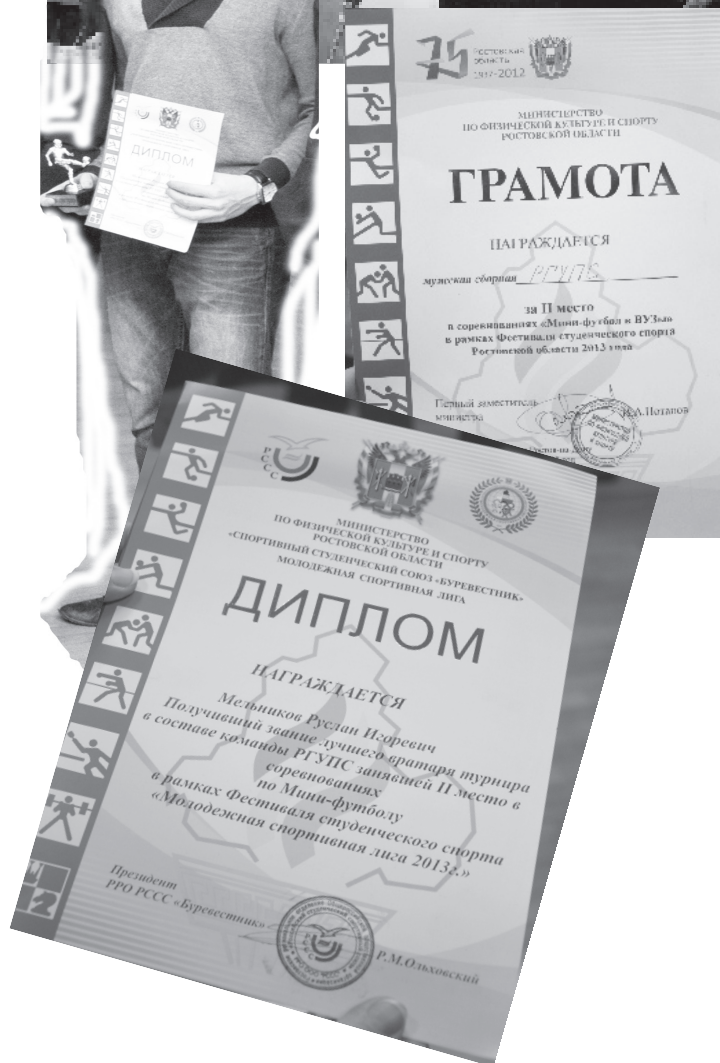 ДИПЛОМ
75
Ростовская
область
1937-2012
МИНИСТЕРСТВО
ПО ФИЗИЧЕСКОЙ КУЛЬТУРЕ И СПОРТУ
РОСТОВСКОЙ ОБЛАСТИ
ГРАМОТА
НАГРАЖДАЕТСЯ
мужская сборная РГУПС
за II место
в соревнованиях «Мини-футбол в ВУЗы»
в рамках Фестиваля студенческого спорта
Ростовской области 2013 года
Первый заместитель
министра
И.А.Потапов
РССС
МИНИСТЕРСТВО
ПО ФИЗИЧЕСКОЙ КУЛЬТУРЕ И СПОРТУ
РОСТОВСКОЙ ОБЛАСТИ
«СПОРТИВНЫЙ СТУДЕНЧЕСКИЙ СОЮЗ «БУРЕВЕСТНИК»
МОЛОДЕЖНАЯ СПОРТИВНАЯ ЛИГА
ДИПЛОМ
НАГРАЖДАЕТСЯ
Мельников Руслан Игоревич
Получивший звание лучшего вратаря турнира
в составе команды РГУПС занявшей II место в
соревнованиях
по Мини-футболу
в рамках Фестиваля студенческого спорта
«Молодежная спортивная лига 2013г.»
Президент
РРО РССС «Буревестник»
Р.М.Ольховский